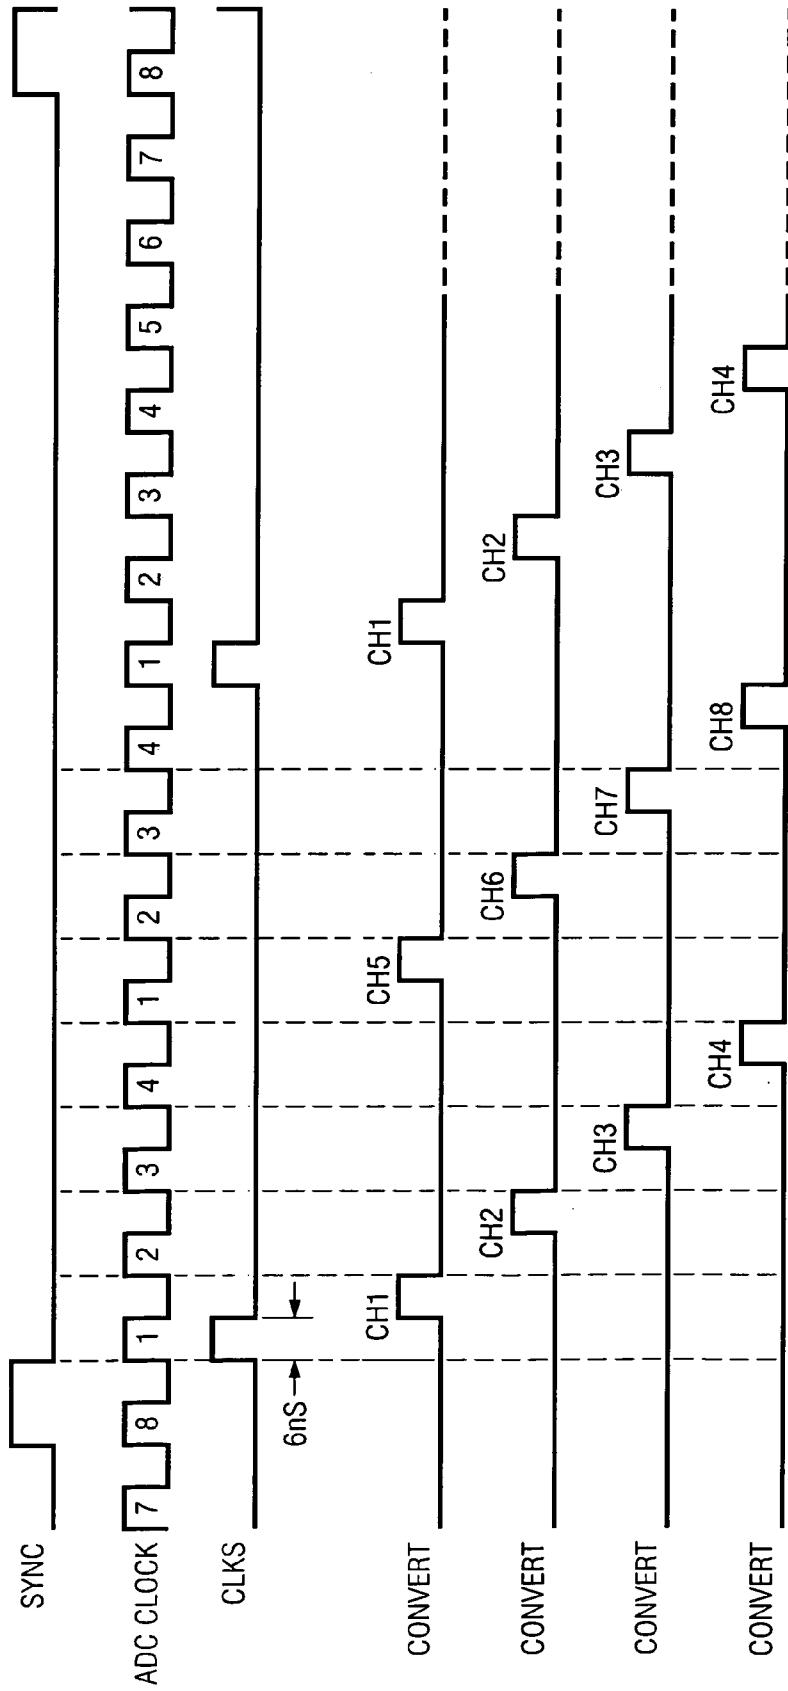 SYNC
ADC CLOCK
7 8 1 2 3 4 1 2 3 4 1 2 3 4 5 6 7 8
CLKS
6nS
CONVERT
CH1 CH5 CH1
CONVERT
CH2 CH6 CH2
CONVERT
CH3 CH7 CH3
CONVERT
CH4 CH8 CH4